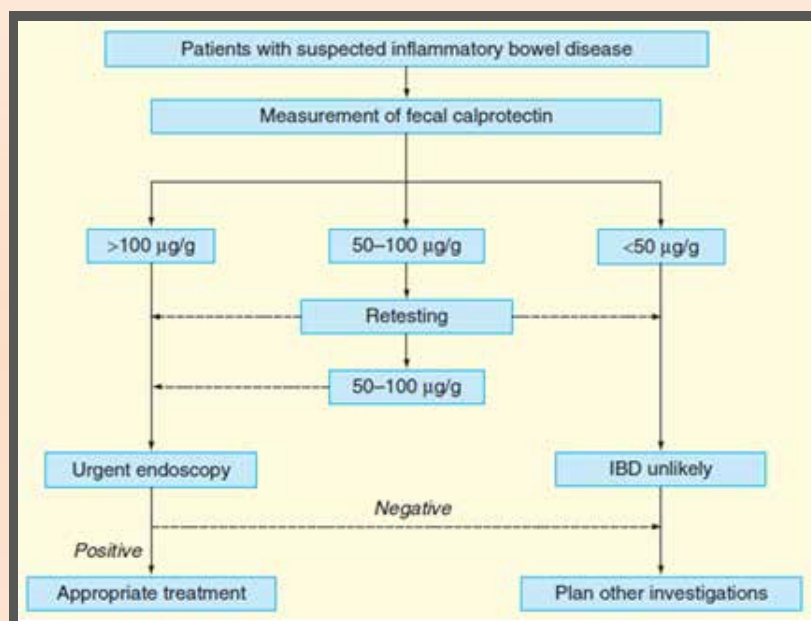 Patients with suspected inflammatory bowel disease
Measurement of fecal calprotectin
>100 μg/g
50–100 μg/g
<50 μg/g
Retesting
50–100 μg/g
Urgent endoscopy
IBD unlikely
Negative
Positive
Appropriate treatment
Plan other investigations